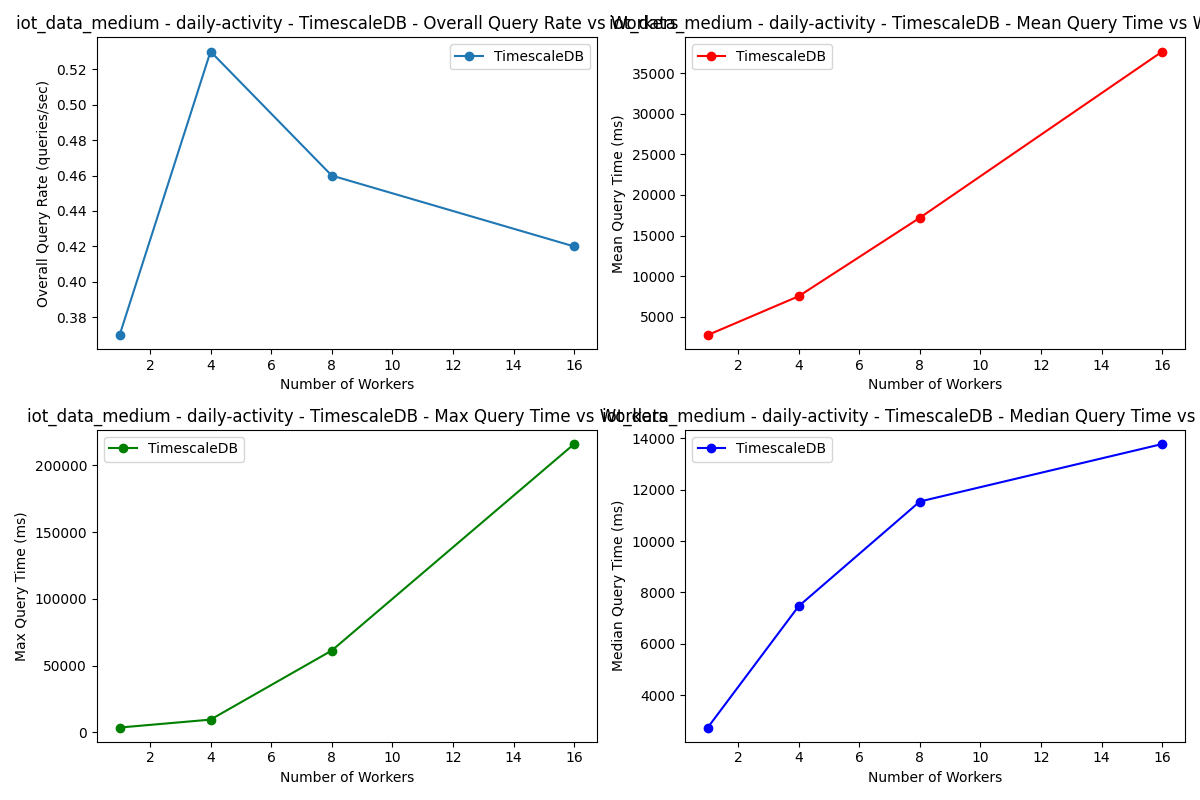 iot_data_medium - daily-activity - TimescaleDB - Overall Query Rate vs Workers
TimescaleDB
Overall Query Rate (queries/sec)
0.52
0.50
0.48
0.46
0.44
0.42
0.40
0.38
2 4 6 8 10 12 14 16
Number of Workers
iot_data_medium - daily-activity - TimescaleDB - Mean Query Time vs W
TimescaleDB
Mean Query Time (ms)
35000
30000
25000
20000
15000
10000
5000
2 4 6 8 10 12 14 16
Number of Workers
iot_data_medium - daily-activity - TimescaleDB - Max Query Time vs Workers
TimescaleDB
Max Query Time (ms)
200000
150000
100000
50000
0
2 4 6 8 10 12 14 16
Number of Workers
iot_data_medium - daily-activity - TimescaleDB - Median Query Time vs
TimescaleDB
Median Query Time (ms)
14000
12000
10000
8000
6000
4000
2 4 6 8 10 12 14 16
Number of Workers